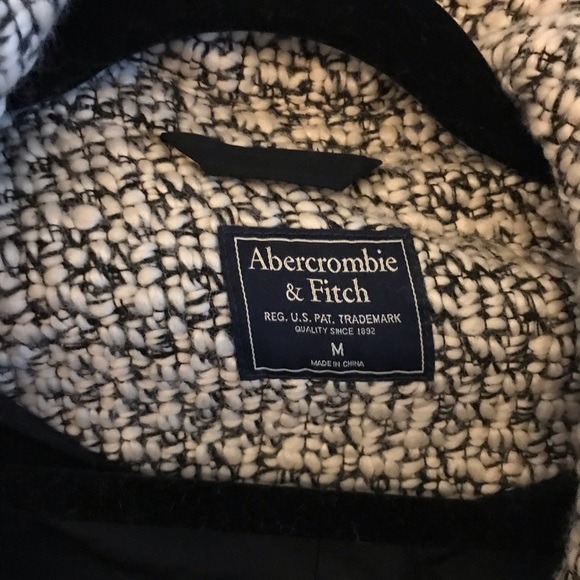 Abercrombie
& Fitch
REG. U.S. PAT. TRADEMARK
QUALITY SINCE 1892
M
MADE IN CHINA